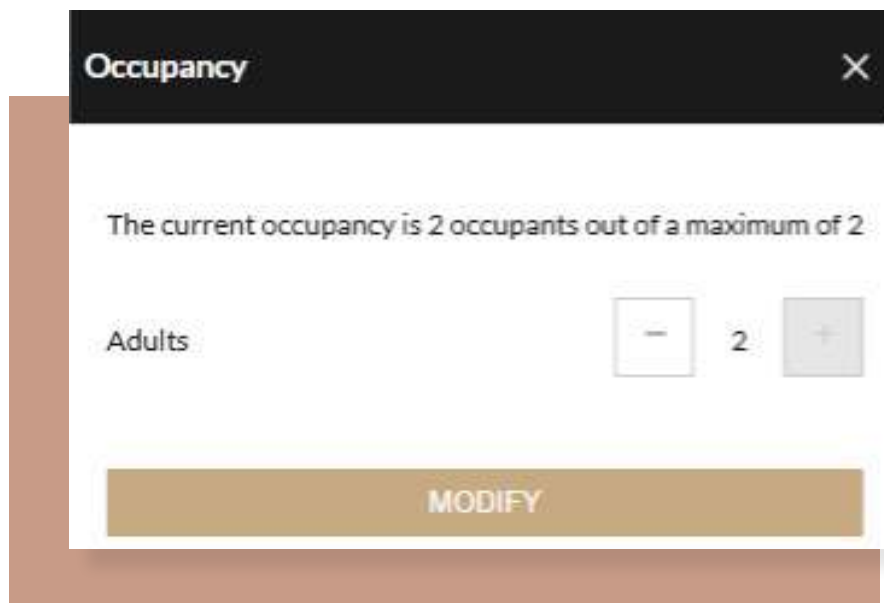 Occupancy ×
The current occupancy is 2 occupants out of a maximum of 2
Adults − 2 +
MODIFY